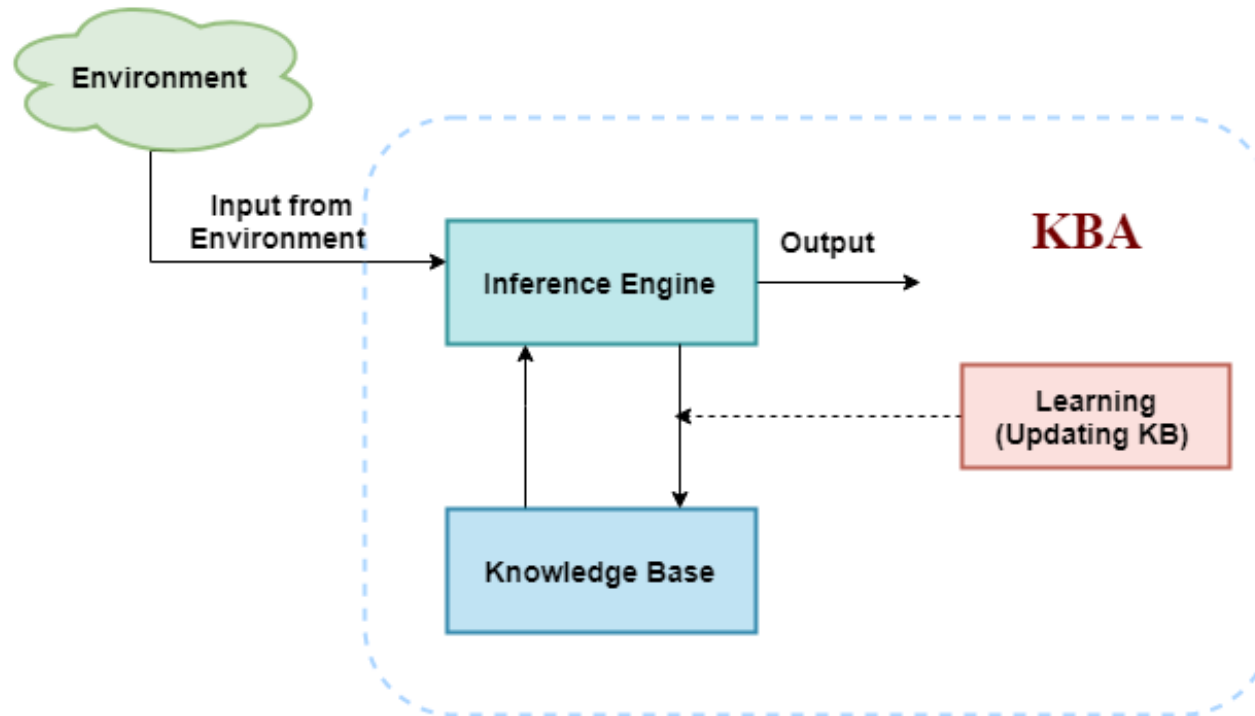 Environment
Input from
Environment
Inference Engine
Output
KBA
Learning
(Updating KB)
Knowledge Base